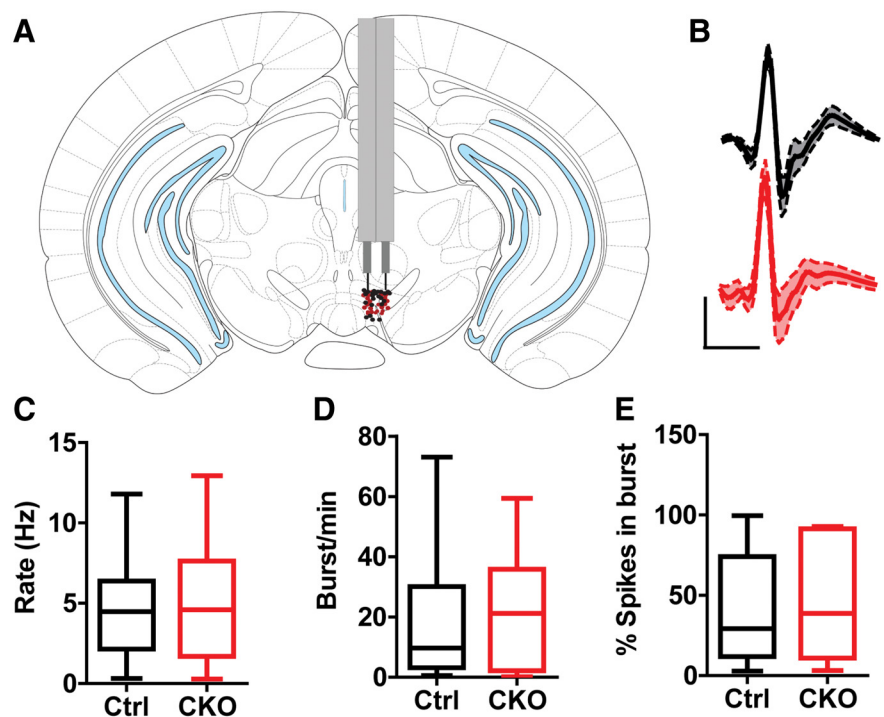 A
B
C
Rate (Hz)
15
10
5
0
Ctrl
CKO
D
Burst/min
80
60
40
20
0
Ctrl
CKO
E
% Spikes in burst
150
100
50
0
Ctrl
CKO